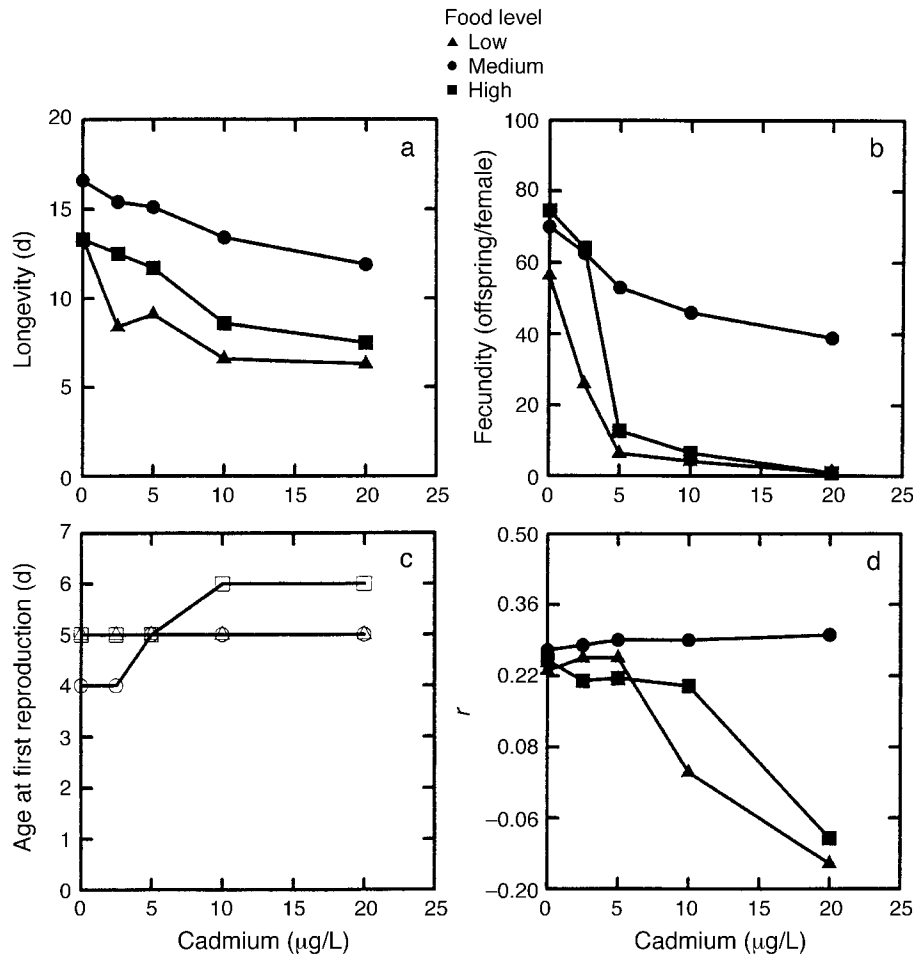 Food level
▲ Low
● Medium
■ High
20
15
10
5
0
Longevity (d)
a
0 5 10 15 20 25
100
80
60
40
20
0
Fecundity (offspring/female)
b
0 5 10 15 20 25
7
6
5
4
3
2
1
0
Age at first reproduction (d)
c
0 5 10 15 20 25
Cadmium (μg/L)
0.50
0.36
0.22
0.08
−0.06
−0.20
r
d
0 5 10 15 20 25
Cadmium (μg/L)